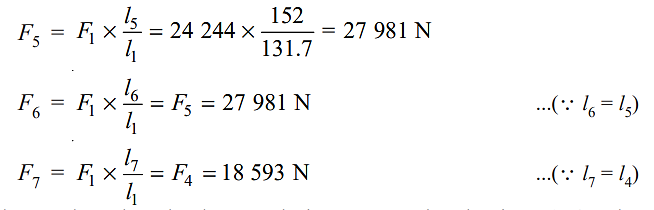 F5 = F1 × l5/l1 = 24 244 × 152/131.7 = 27 981 N
F6 = F1 × l6/l1 = F5 = 27 981 N ...(∵ l6 = l5)
F7 = F1 × l7/l1 = F4 = 18 593 N ...(∵ l7 = l4)